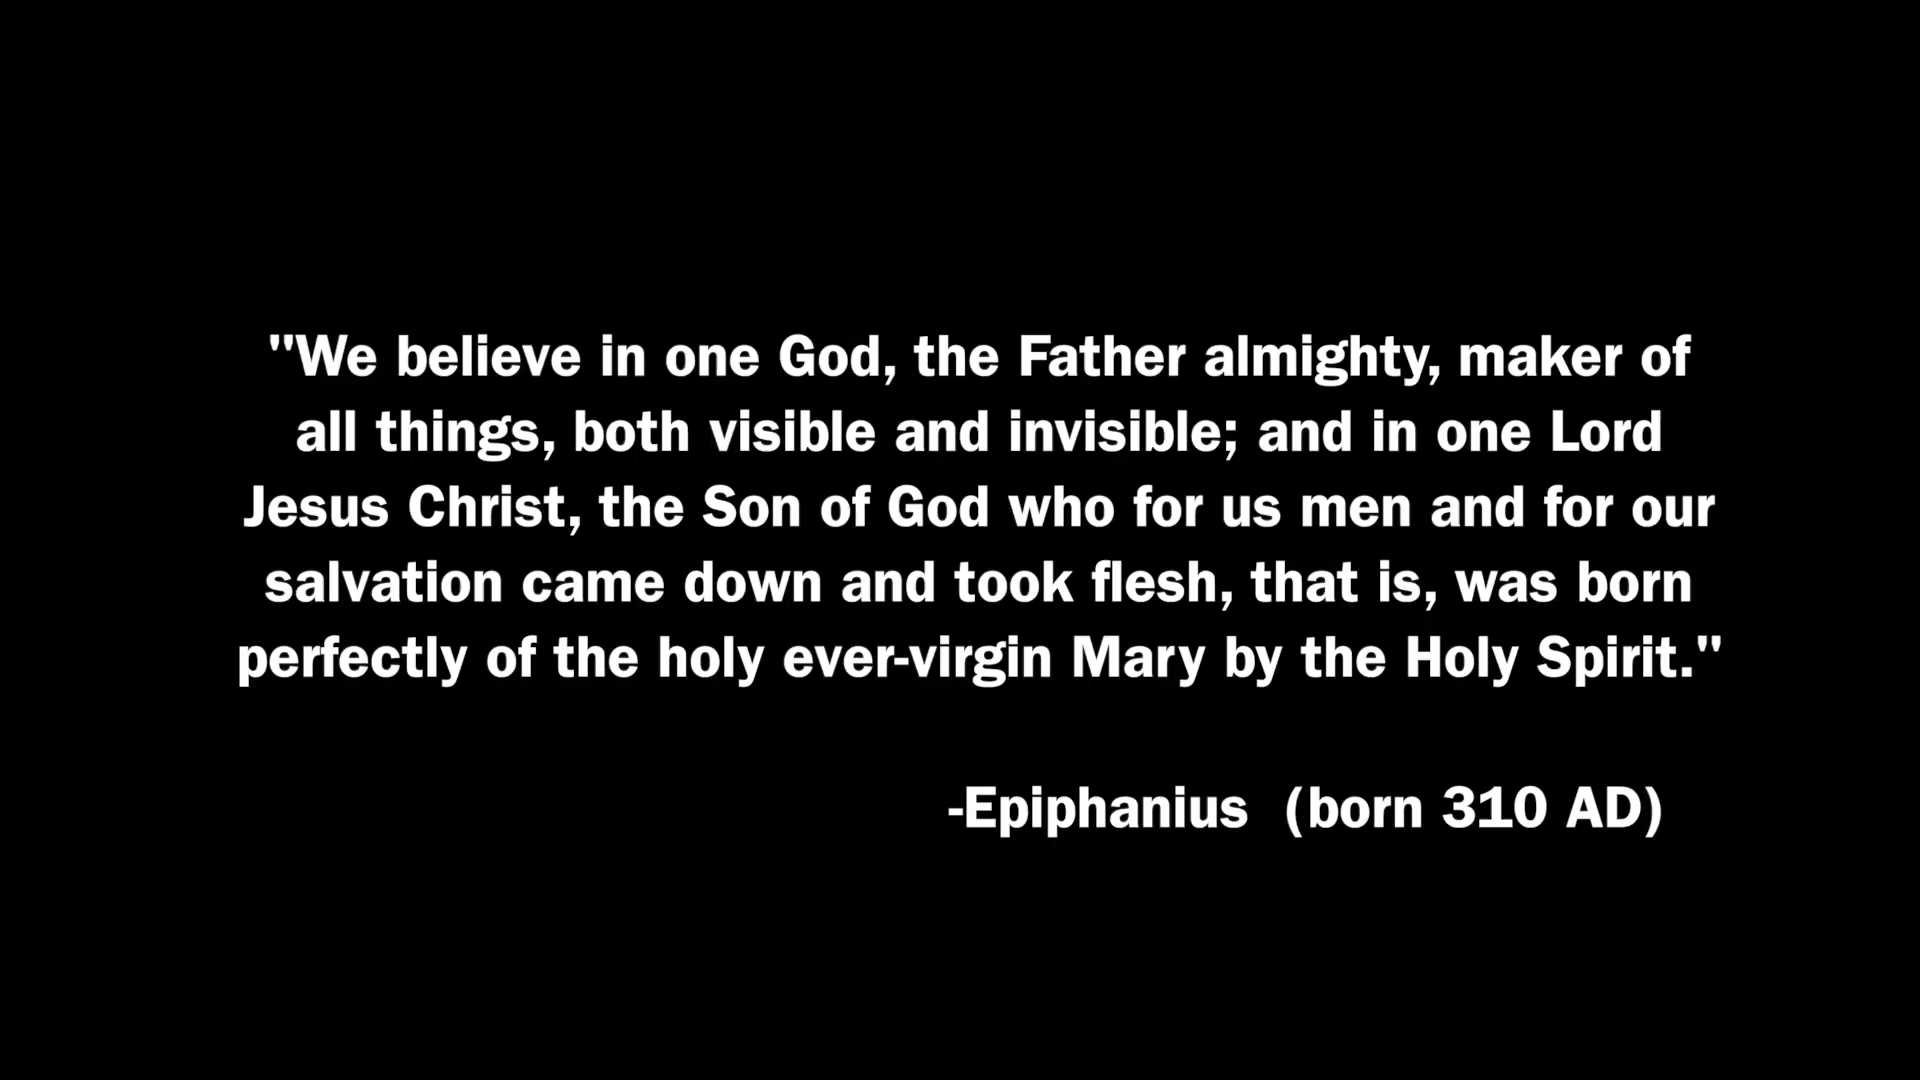 "We believe in one God, the Father almighty, maker of
all things, both visible and invisible; and in one Lord
Jesus Christ, the Son of God who for us men and for our
salvation came down and took flesh, that is, was born
perfectly of the holy ever-virgin Mary by the Holy Spirit."
-Epiphanius (born 310 AD)